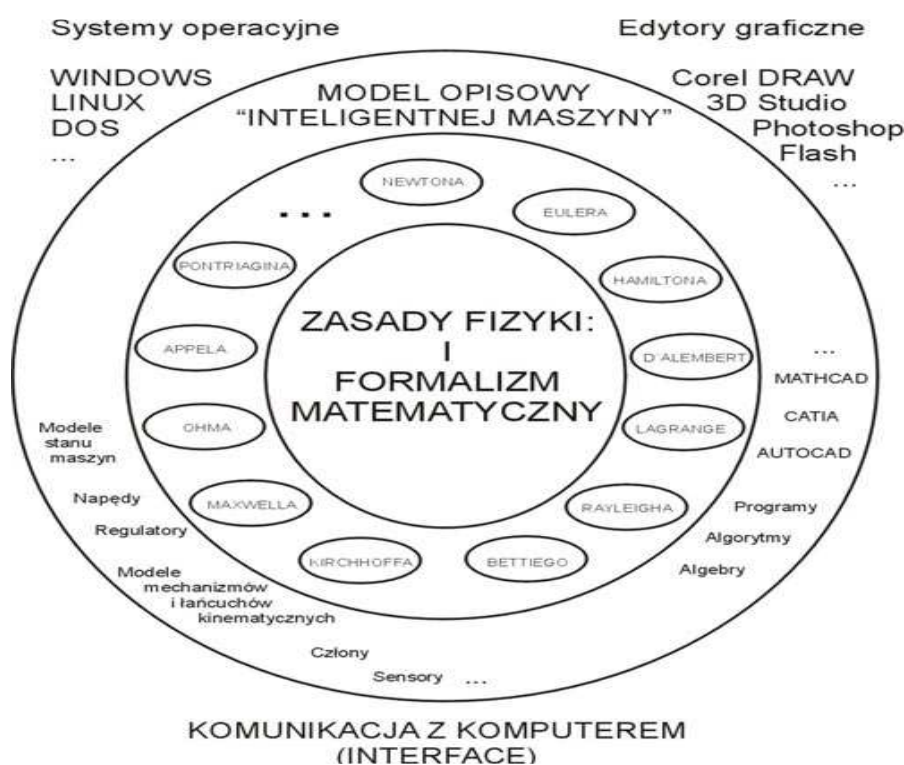 Systemy operacyjne
WINDOWS
LINUX
DOS
...
Edytory graficzne
Corel DRAW
3D Studio
Photoshop
Flash
...
MODEL OPISOWY
“INTELIGENTNEJ MASZYNY”
NEWTONA
EULERA
HAMILTONA
D'ALEMBERT
LAGRANGE
RAYLEIGHA
BETTIEGO
KIRCHHOFFA
MAXWELLA
OHMA
APPELA
PONTRIAGINA
...
ZASADY FIZYKI:
I
FORMALIZM
MATEMATYCZNY
...
MATHCAD
CATIA
AUTOCAD
Programy
Algorytmy
Algebry
Modele
stanu
maszyn
Napędy
Regulatory
Modele
mechanizmów
i łańcuchów
kinematycznych
Człony
Sensory ...
KOMUNIKACJA Z KOMPUTEREM
(INTERFACE)